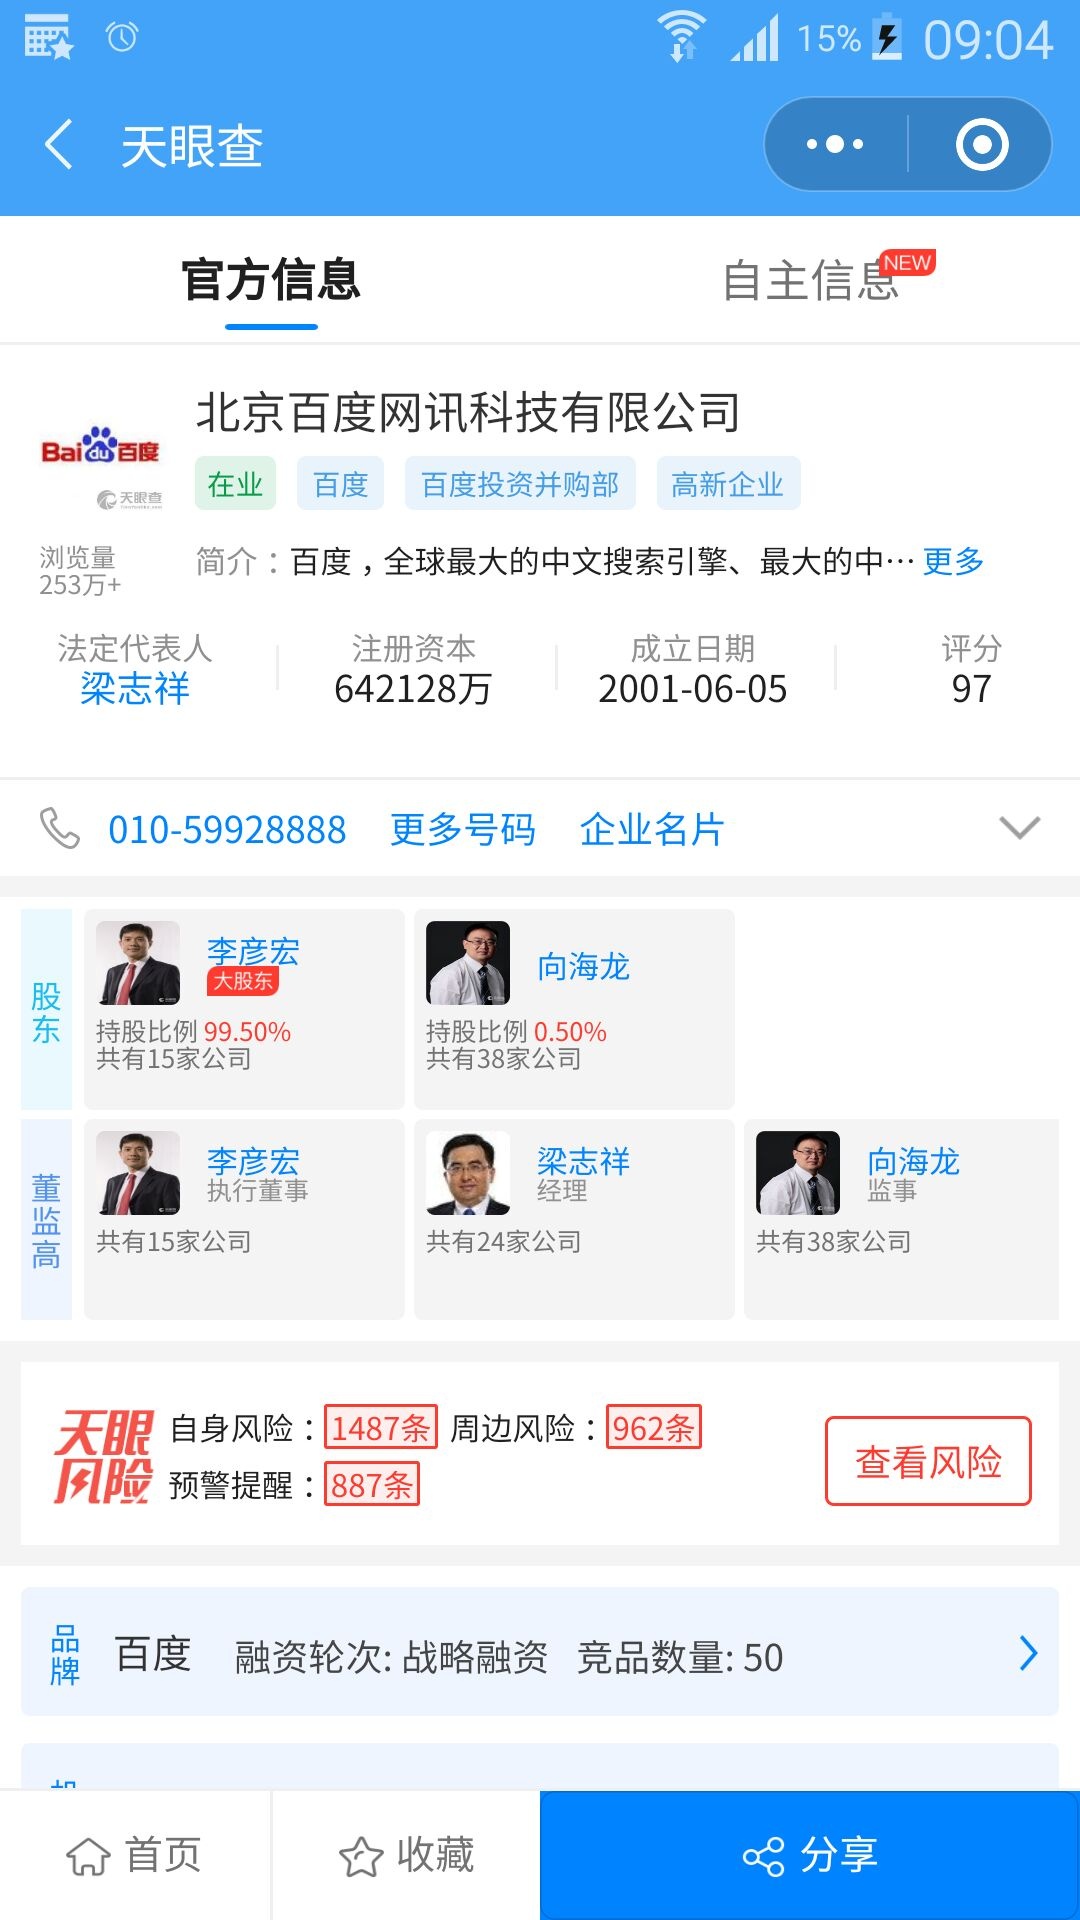 15% 09:04
天眼查
官方信息 自主信息 NEW
北京百度网讯科技有限公司
Bai du 百度
在业 百度 百度投资并购部 高新企业
天眼查
浏览量
253万+
简介：百度，全球最大的中文搜索引擎、最大的中… 更多
法定代表人 注册资本 成立日期 评分
梁志祥 642128万 2001-06-05 97
010-59928888 更多号码 企业名片
股东
李彦宏 向海龙
大股东
持股比例 99.50% 持股比例 0.50%
共有15家公司 共有38家公司
董监高
李彦宏 梁志祥 向海龙
执行董事 经理 监事
共有15家公司 共有24家公司 共有38家公司
天眼风险
自身风险：1487条 周边风险：962条
预警提醒：887条
查看风险
品牌 百度 融资轮次: 战略融资 竞品数量: 50
首页 收藏 分享